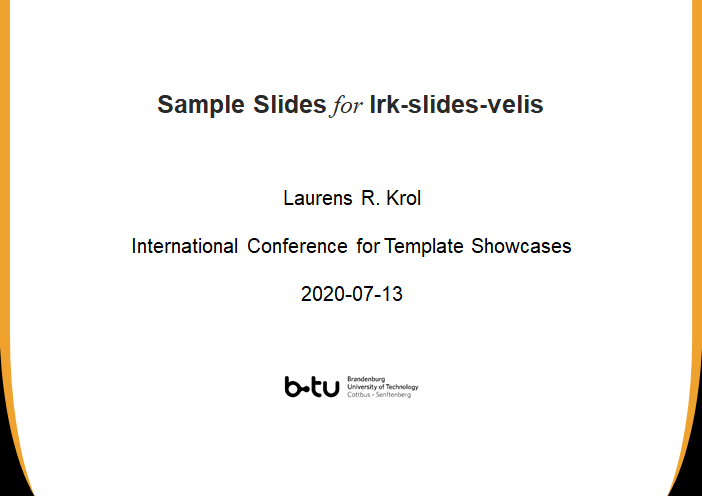 Sample Slides for lrk-slides-velis
Laurens R. Krol
International Conference for Template Showcases
2020-07-13
b-tu
Brandenburg
University of Technology
Cottbus - Senftenberg